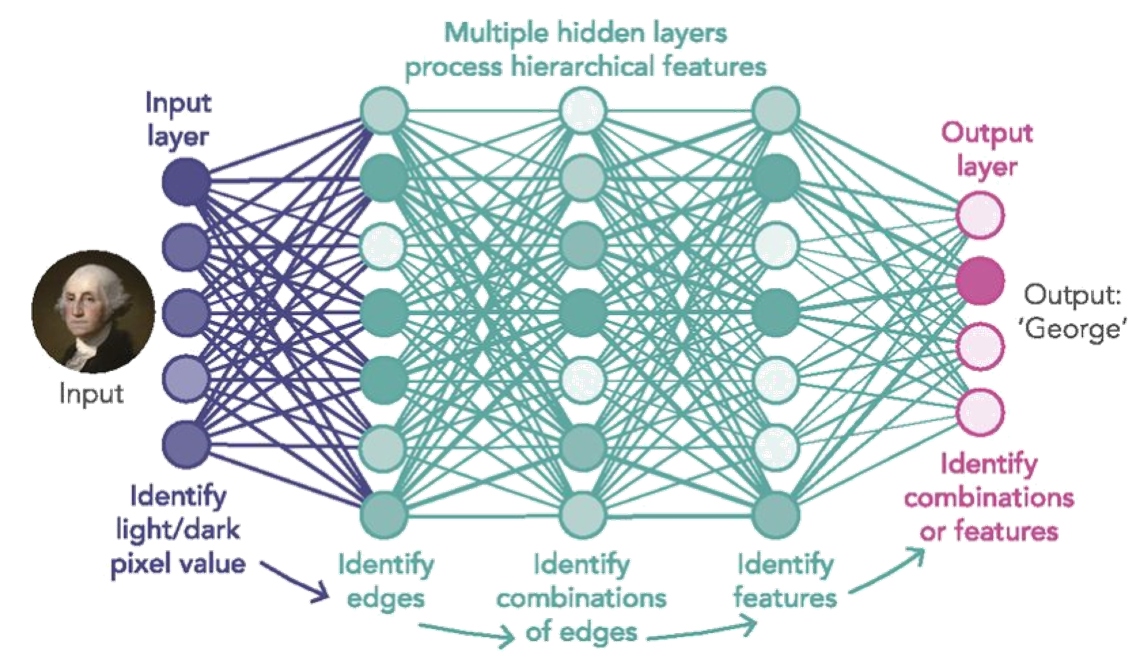 Multiple hidden layers
process hierarchical features
Input
layer
Output
layer
Input
Output:
‘George’
Identify
light/dark
pixel value
Identify
edges
Identify
combinations
of edges
Identify
features
Identify
combinations
or features